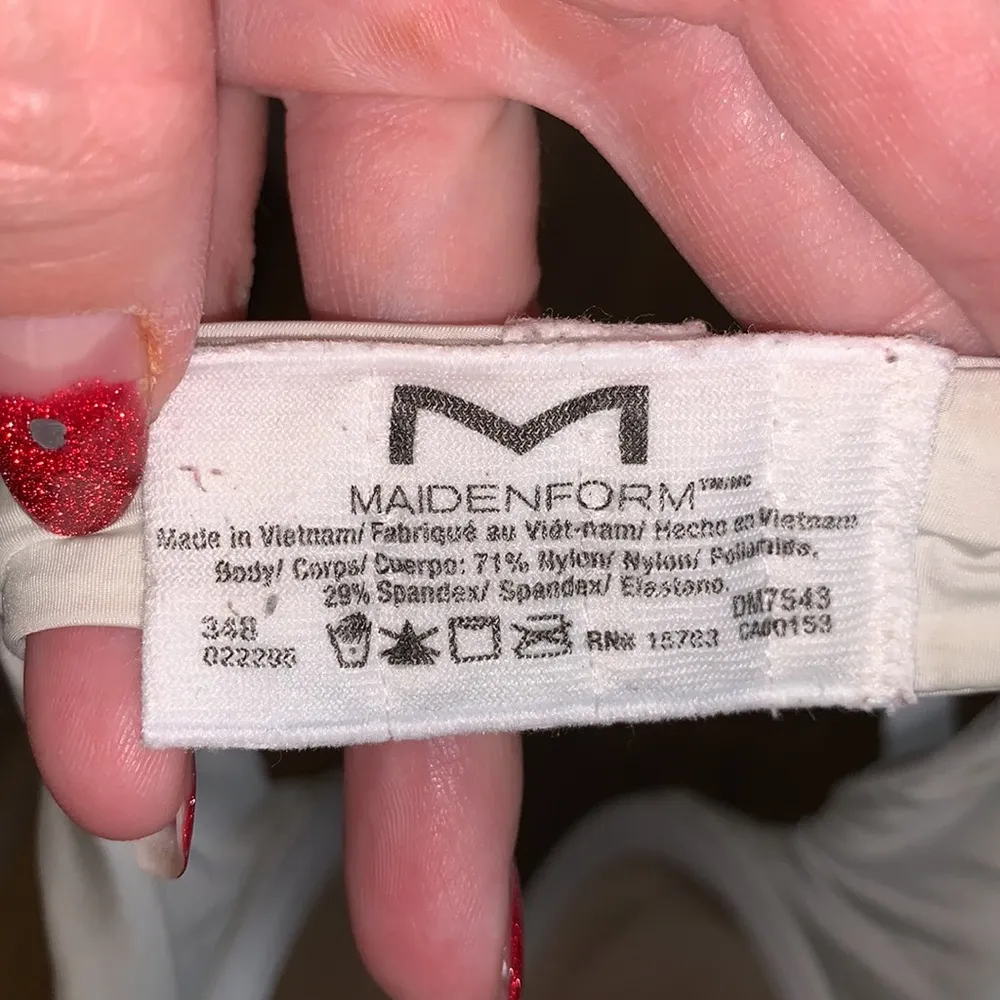 MAIDENFORM™/MC
Made in Vietnam/ Fabriqué au Viêt-nam/ Hecho en Vietnam
Body/ Corps/ Cuerpo: 71% Nylon/ Nylon/ Poliamida.
29% Spandex/ Spandex/ Elastano.
DM7543
34B RN# 15763 CA00153